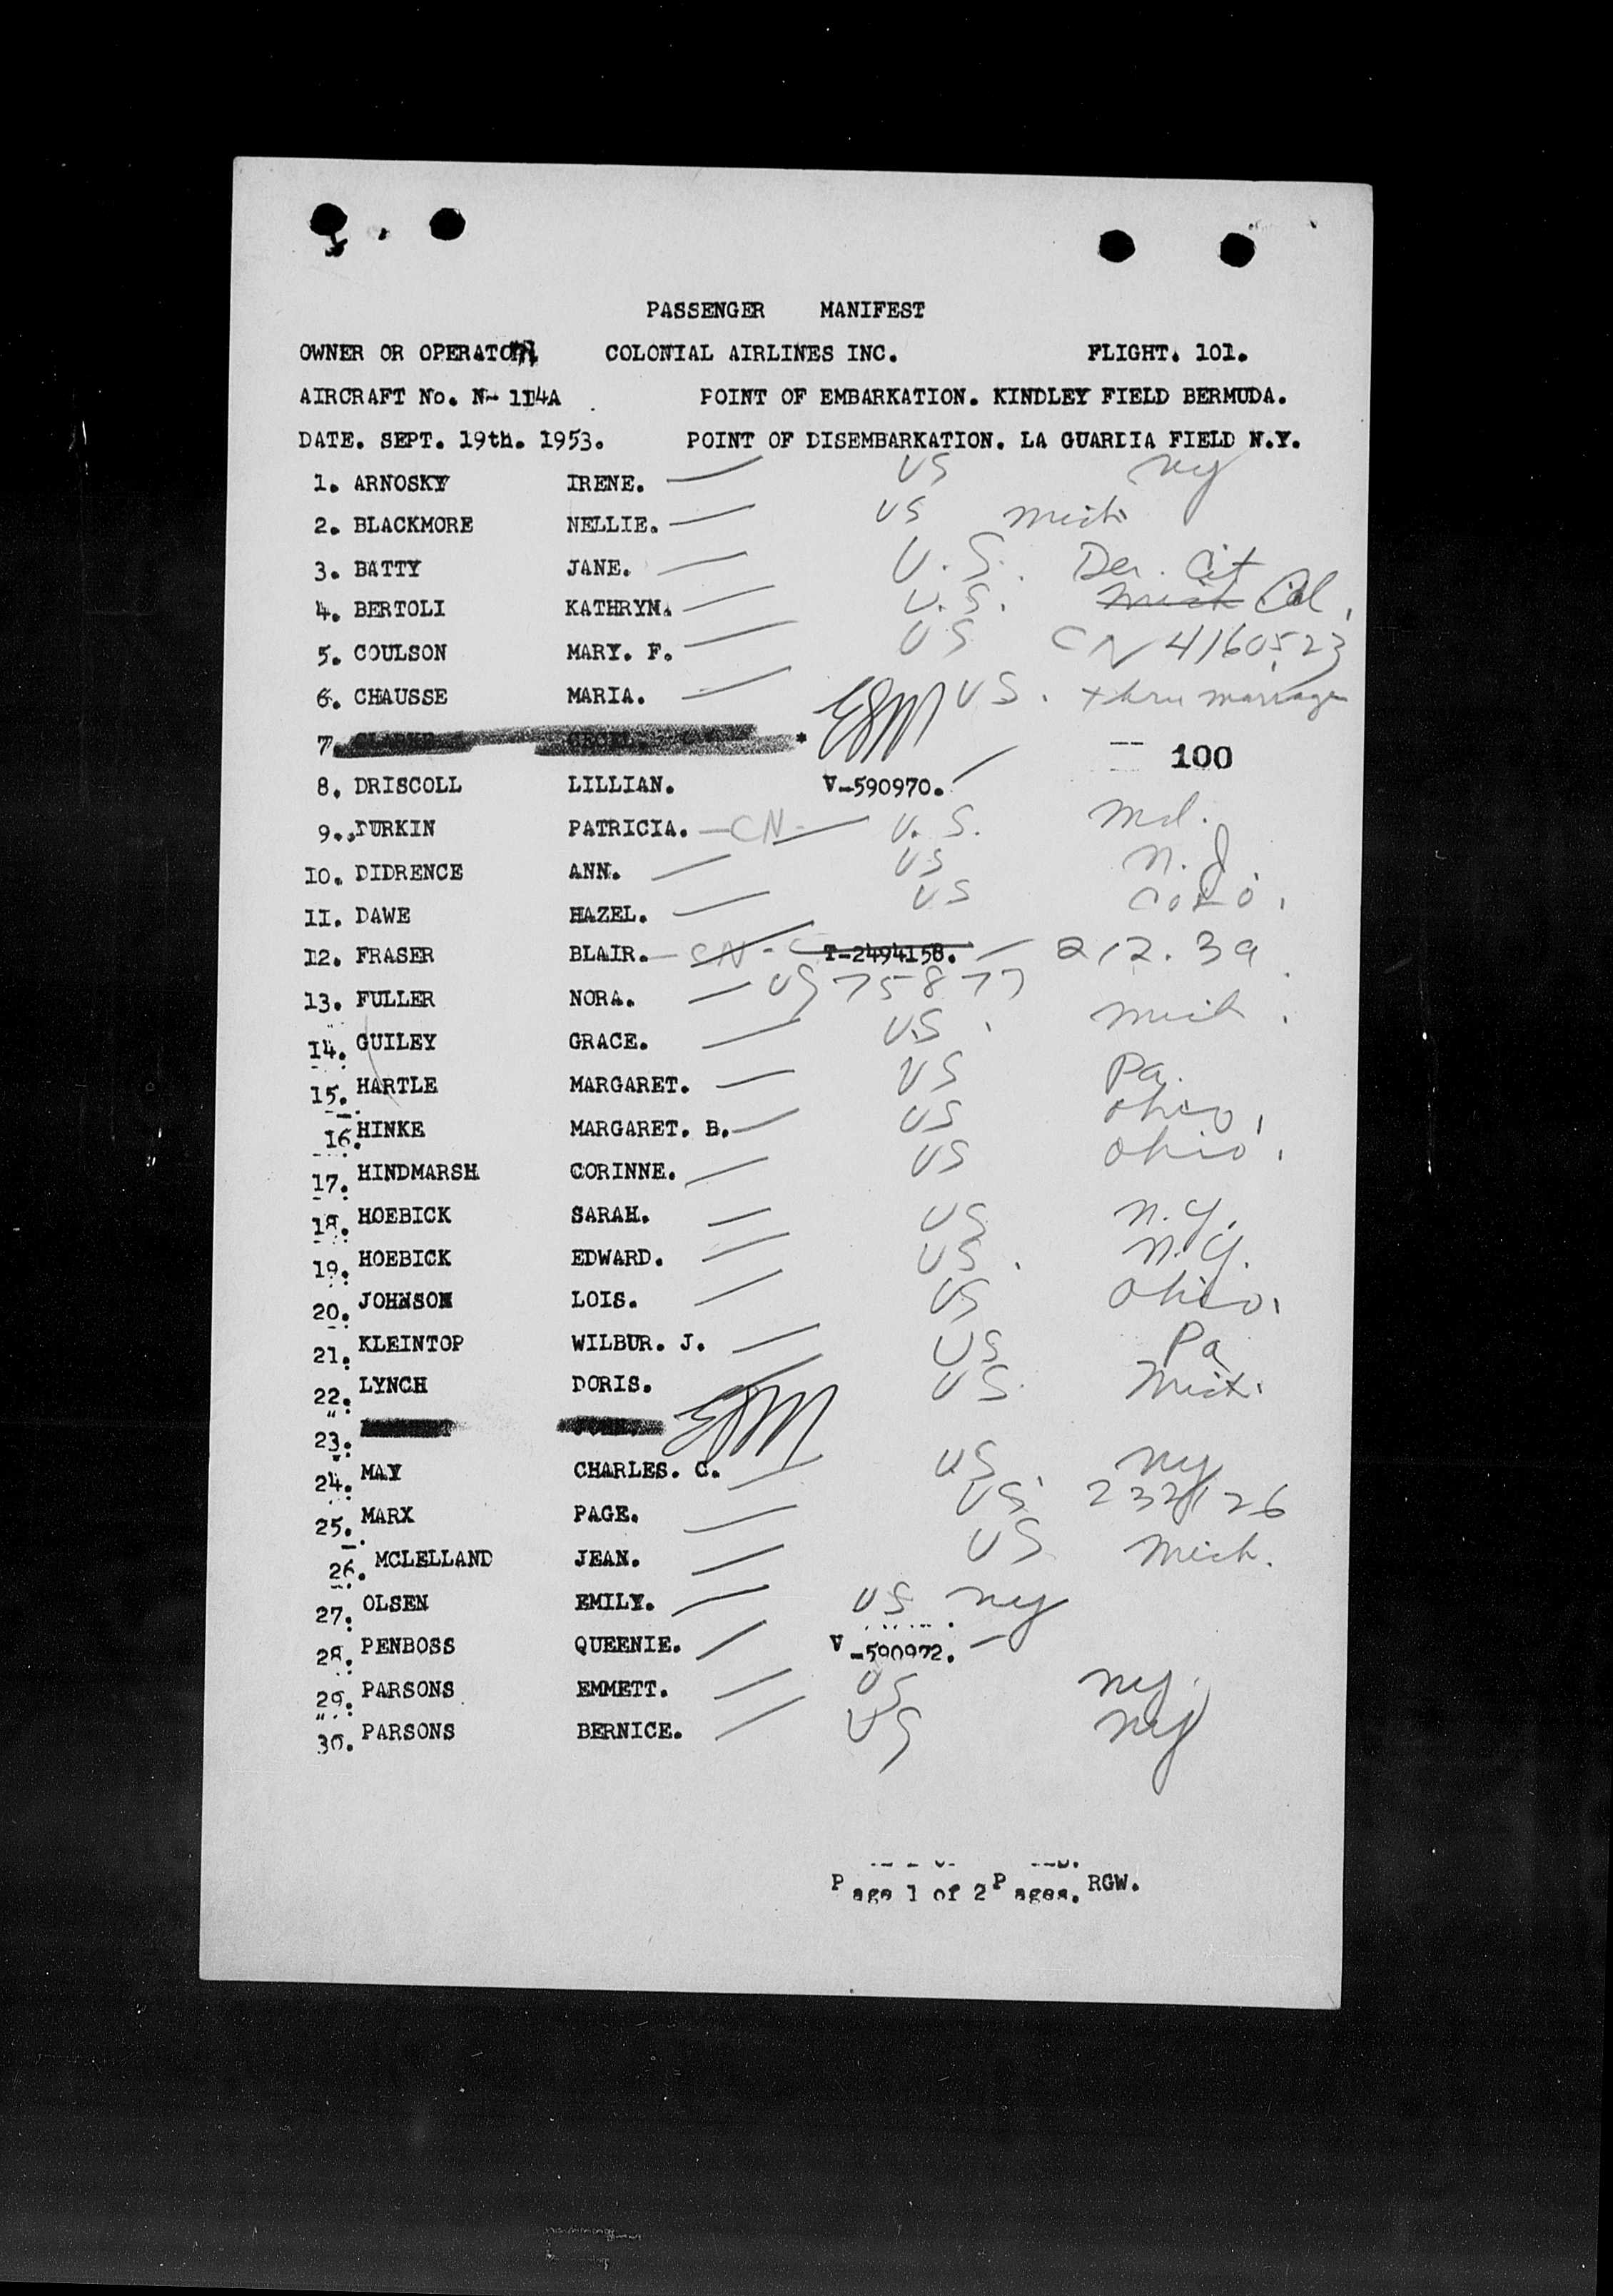 PASSENGER MANIFEST
OWNER OR OPERATOR COLONIAL AIRLINES INC. FLIGHT. 101.
AIRCRAFT No. N- 114A POINT OF EMBARKATION. KINDLEY FIELD BERMUDA.
DATE. SEPT. 19th. 1953. POINT OF DISEMBARKATION. LA GUARDIA FIELD N.Y.
1. ARNOSKY IRENE. US ny
2. BLACKMORE NELLIE. US Mich
3. BATTY JANE. U.S. Der. Cit
4. BERTOLI KATHRYN. U.S. Mich Cal.
5. COULSON MARY. F. US CN 4160523
6. CHAUSSE MARIA. US. thru marriage
7. ESM
100
8. DRISCOLL LILLIAN. V-590970.
9. DURKIN PATRICIA. CN- U.S. Md.
10. DIDRENCE ANN. US N.J.
11. DAWE HAZEL. US Colo.
12. FRASER BLAIR. CN-C T-2494158. 212.39
13. FULLER NORA. US 75877
14. GUILEY GRACE. U.S. Mich.
15. HARTLE MARGARET. US Pa.
16. HINKE MARGARET. B. US Ohio.
17. HINDMARSH CORINNE. US Ohio.
18. HOEBICK SARAH. US N.Y.
19. HOEBICK EDWARD. US. N.Y.
20. JOHNSON LOIS. US Ohio.
21. KLEINTOP WILBUR. J. US Pa
22. LYNCH DORIS. US. Mich.
23. ESM
24. MAY CHARLES. C. US ny
25. MARX PAGE. US
26. MCLELLAND JEAN. US Mich.
27. OLSEN EMILY. US ny
28. PENBOSS QUEENIE. V-590972.
29. PARSONS EMMETT. US ny
30. PARSONS BERNICE. US ny
Page 1 of 2 Pages. RGW.